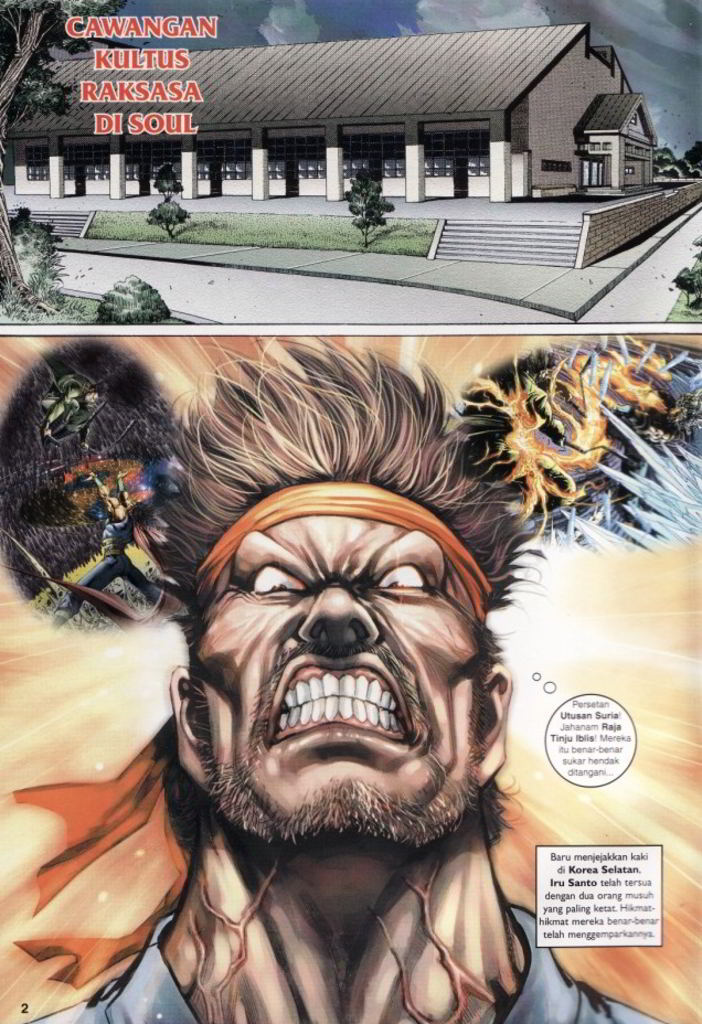 CAWANGAN
KULTUS
RAKSASA
DI SOUL
Persetan
Utusan Suria!
Jahanam Raja
Tinju Iblis! Mereka
itu benar-benar
sukar hendak
ditangani...
Baru menjejakkan kaki
di Korea Selatan,
Iru Santo telah tersua
dengan dua orang musuh
yang paling ketat. Hikmat-
hikmat mereka benar-benar
telah menggemparkannya.
2